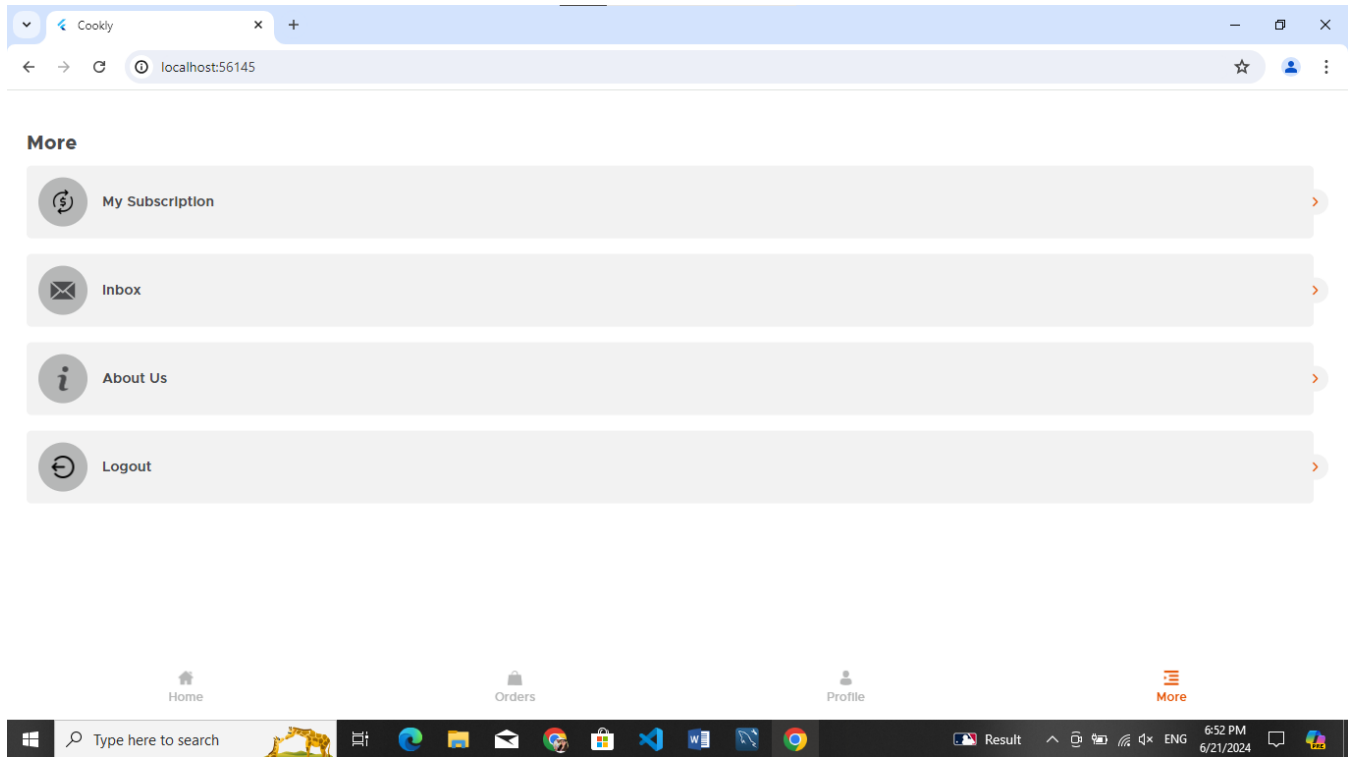 Cookly
localhost:56145
More
My Subscription
Inbox
About Us
Logout
Home
Orders
Profile
More
Type here to search
Result
ENG
6:52 PM
6/21/2024